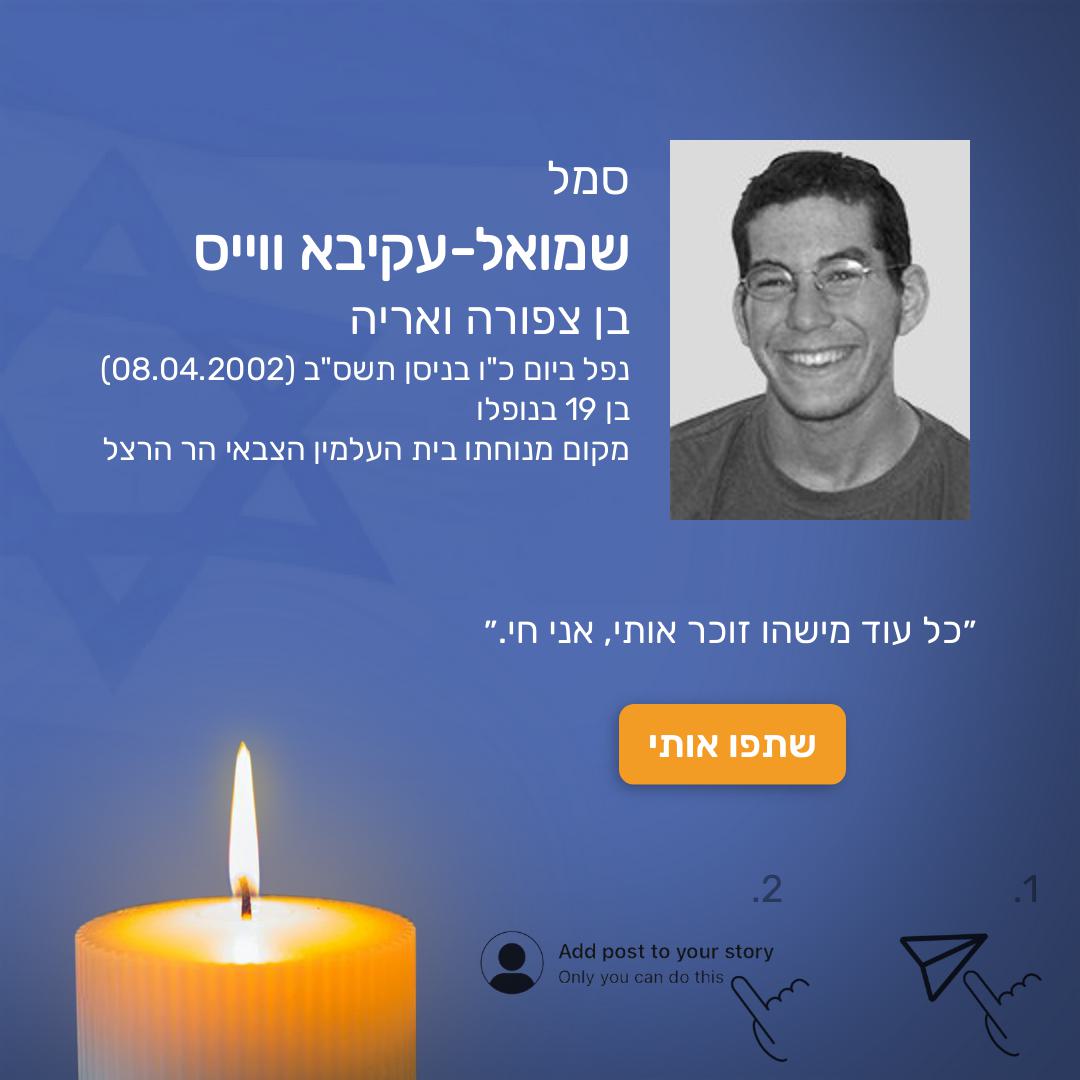 סמל
שמואל-עקיבא ווייס
בן צפורה ואריה
נפל ביום כ"ו בניסן תשס"ב (08.04.2002)
בן 19 בנופלו
מקום מנוחתו בית העלמין הצבאי הר הרצל
״כל עוד מישהו זוכר אותי, אני חי.״
שתפו אותי
1.
2.
Add post to your story
Only you can do this